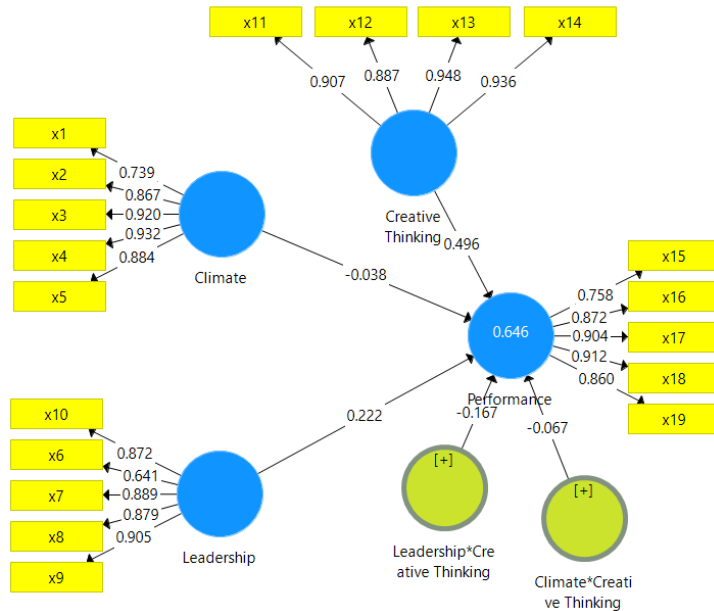 x11
x12
x13
x14
0.907
0.887
0.948
0.936
x1
x2
x3
x4
x5
0.739
0.867
0.920
0.932
0.884
Climate
Creative
Thinking
0.496
-0.038
0.646
Performance
x15
x16
x17
x18
x19
0.758
0.872
0.904
0.912
0.860
x10
x6
x7
x8
x9
0.872
0.641
0.889
0.879
0.905
Leadership
0.222
-0.167
-0.067
[+]
Leadership*Cre
ative Thinking
[+]
Climate*Creati
ve Thinking